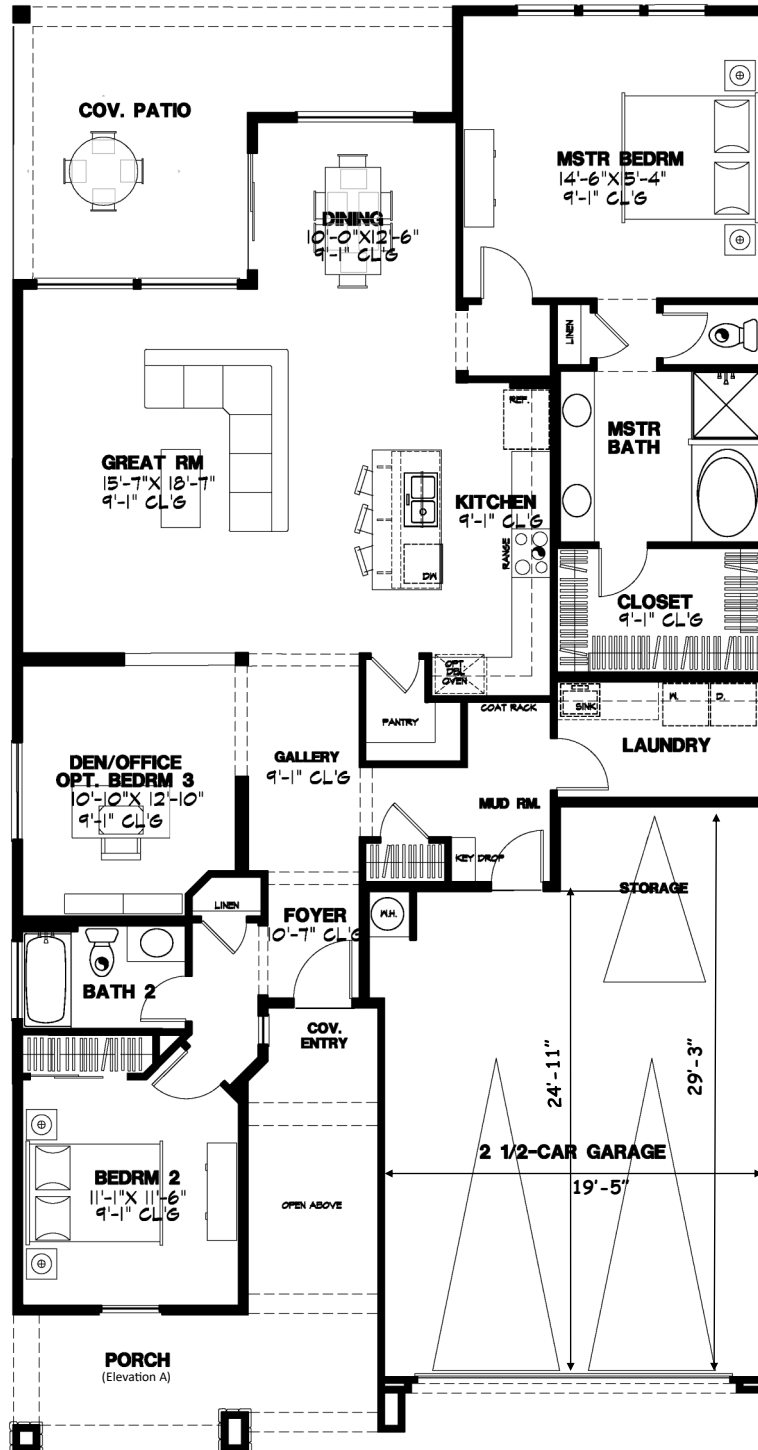 COV. PATIO
MSTR BEDRM
14'-6"X15'-4"
9'-1" CL'G
DINING
10'-0"X12'-6"
9'-1" CL'G
LINEN
REF.
MSTR
BATH
GREAT RM
15'-7"X 18'-7"
9'-1" CL'G
KITCHEN
9'-1" CL'G
RANGE
DW
CLOSET
9'-1" CL'G
OPT.
DBL
OVEN
PANTRY
COAT RACK
SINK
W.
D.
LAUNDRY
GALLERY
9'-1" CL'G
DEN/OFFICE
OPT. BEDRM 3
10'-10"X 12'-10"
9'-1" CL'G
MUD RM.
KEY DROP
STORAGE
LINEN
FOYER
10'-7" CL'G
W.H.
BATH 2
COV.
ENTRY
24'-11"
29'-3"
2 1/2-CAR GARAGE
19'-5"
BEDRM 2
11'-1"X 11'-6"
9'-1" CL'G
OPEN ABOVE
PORCH
(Elevation A)